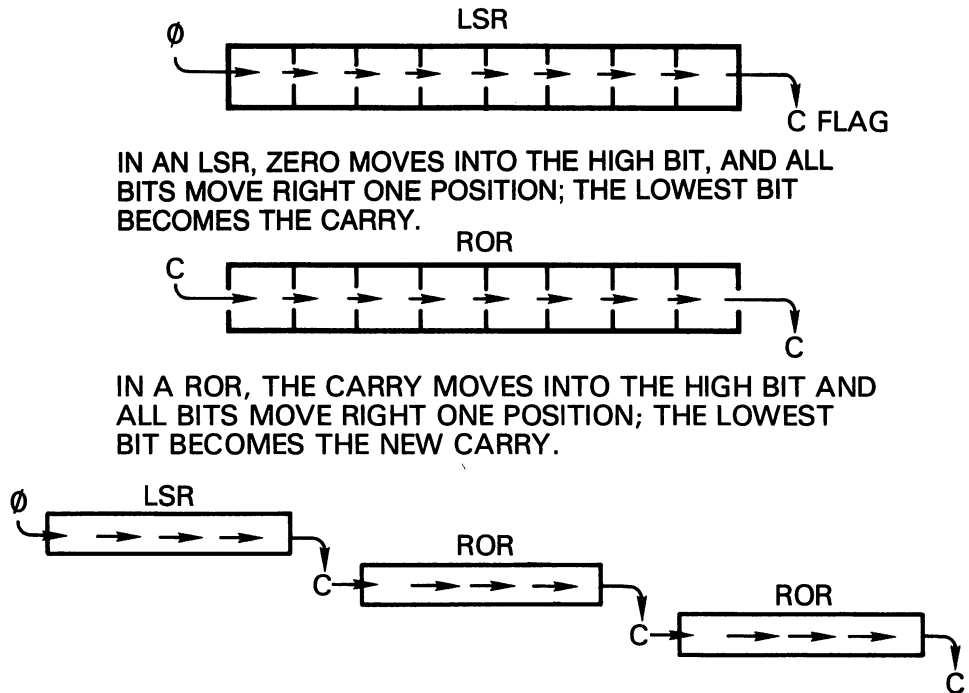 LSR
Ø
C FLAG
IN AN LSR, ZERO MOVES INTO THE HIGH BIT, AND ALL
BITS MOVE RIGHT ONE POSITION; THE LOWEST BIT
BECOMES THE CARRY.
ROR
C
C
IN A ROR, THE CARRY MOVES INTO THE HIGH BIT AND
ALL BITS MOVE RIGHT ONE POSITION; THE LOWEST
BIT BECOMES THE NEW CARRY.
Ø
LSR
C
ROR
C
ROR
C